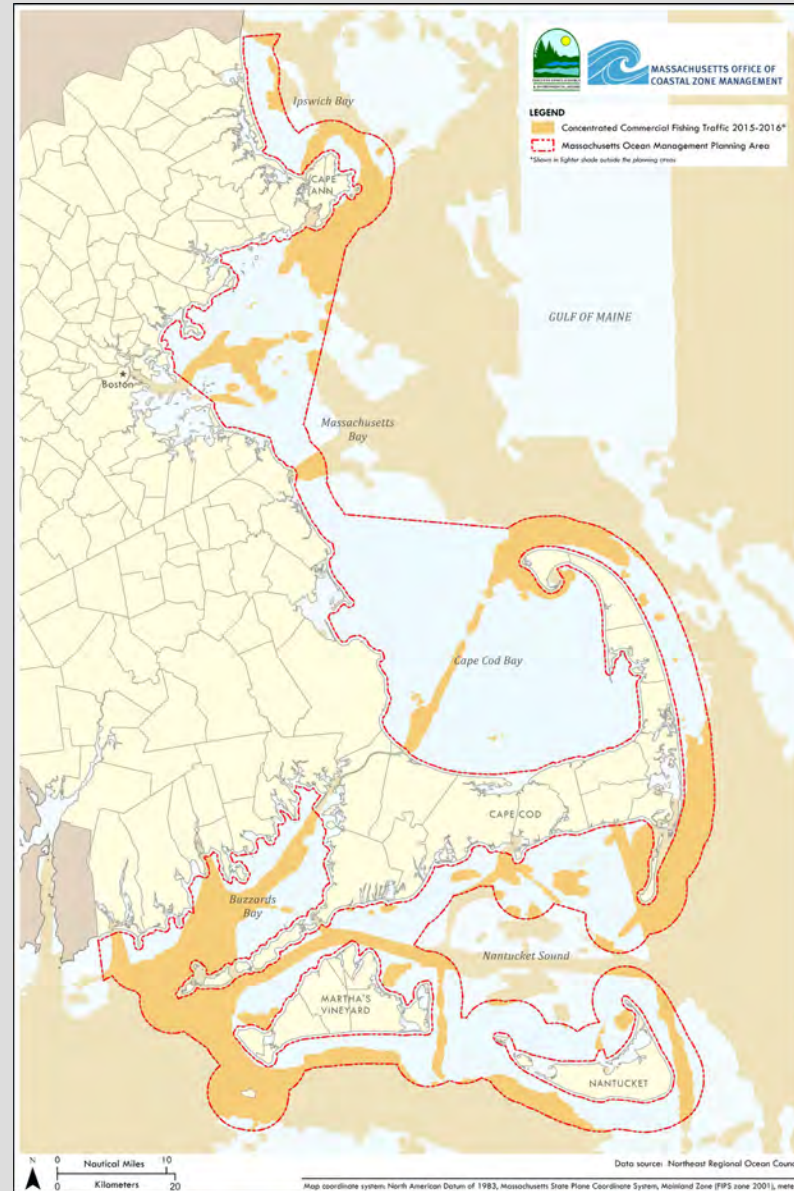 MASSACHUSETTS OFFICE OF
COASTAL ZONE MANAGEMENT
LEGEND
Concentrated Commercial Fishing Traffic 2015-2016*
Massachusetts Ocean Management Planning Area
*Shown in lighter shade outside the planning areas
Ipswich Bay
CAPE
ANN
GULF OF MAINE
Boston
Massachusetts
Bay
Cape Cod Bay
CAPE COD
Buzzards
Bay
Nantucket Sound
MARTHA'S
VINEYARD
NANTUCKET
N
0 Nautical Miles 10
0 Kilometers 20
Data source: Northeast Regional Ocean Counc
Map coordinate system: North American Datum of 1983, Massachusetts State Plane Coordinate System, Mainland Zone (FIPS zone 2001), mete